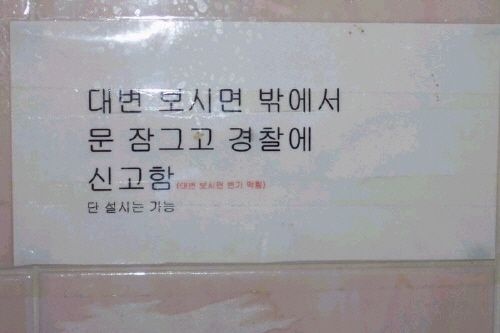 대변 보시면 밖에서
문 잠그고 경찰에
신고함 (대변 보시면 변기 막힘)
단 설시는 가능